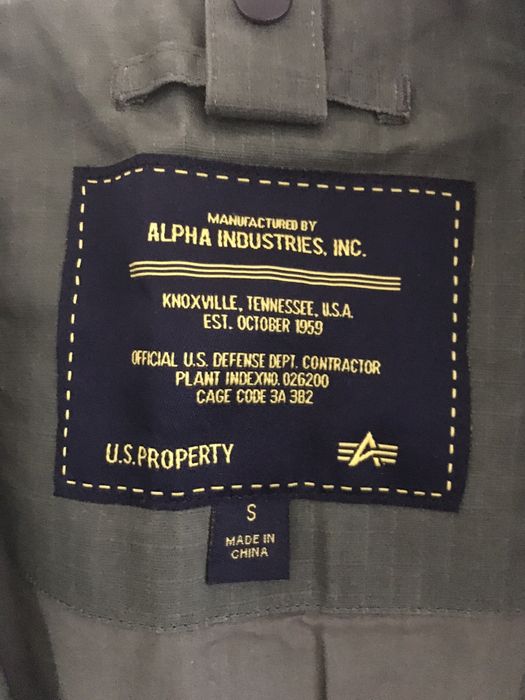 MANUFACTURED BY
ALPHA INDUSTRIES, INC.
KNOXVILLE, TENNESSEE, U.S.A.
EST. OCTOBER 1959
OFFICIAL U.S. DEFENSE DEPT. CONTRACTOR
PLANT INDEXNO. 026200
CAGE CODE 3A 3B2
U.S.PROPERTY
S
MADE IN
CHINA